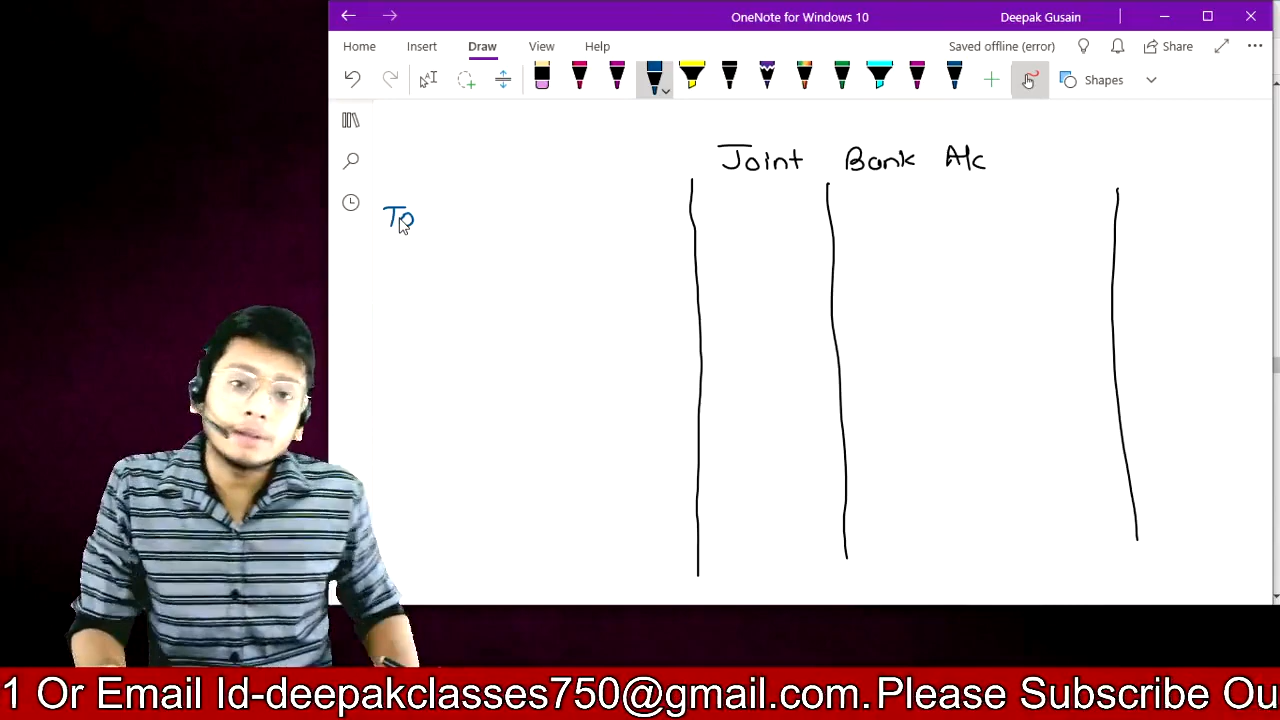 OneNote for Windows 10
Deepak Gusain
Home Insert Draw View Help
Saved offline (error)
Share
Shapes
Joint Bank A/c
To
1 Or Email Id-deepakclasses750@gmail.com. Please Subscribe Ou